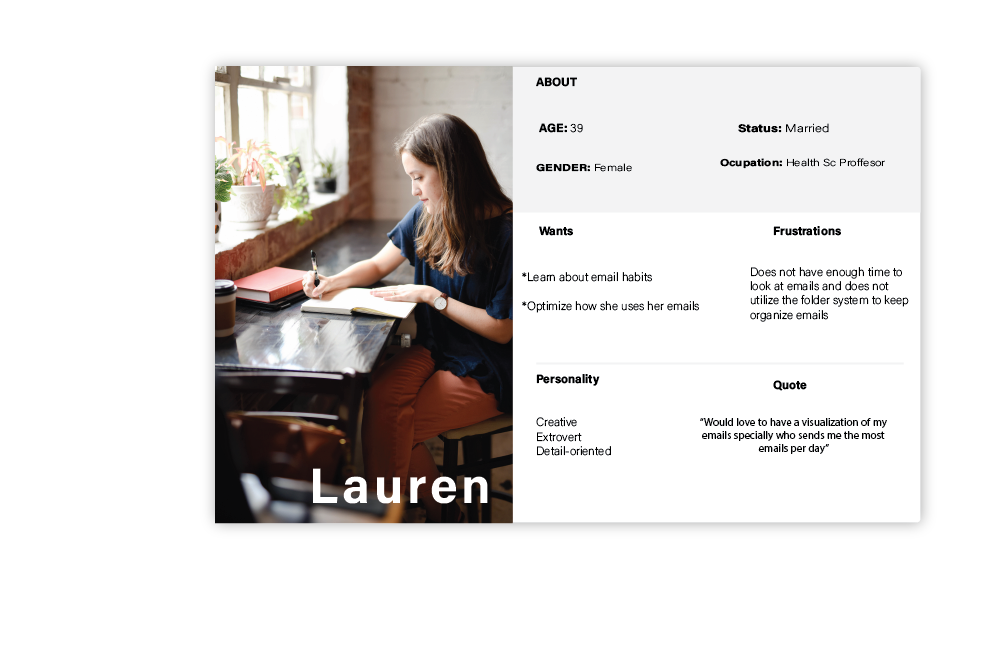 ABOUT
AGE: 39
Status: Married
GENDER: Female
Ocupation: Health Sc Proffesor
Wants
*Learn about email habits
*Optimize how she uses her emails
Frustrations
Does not have enough time to
look at emails and does not
utilize the folder system to keep
organize emails
Personality
Creative
Extrovert
Detail-oriented
Quote
“Would love to have a visualization of my
emails specially who sends me the most
emails per day”
Lauren